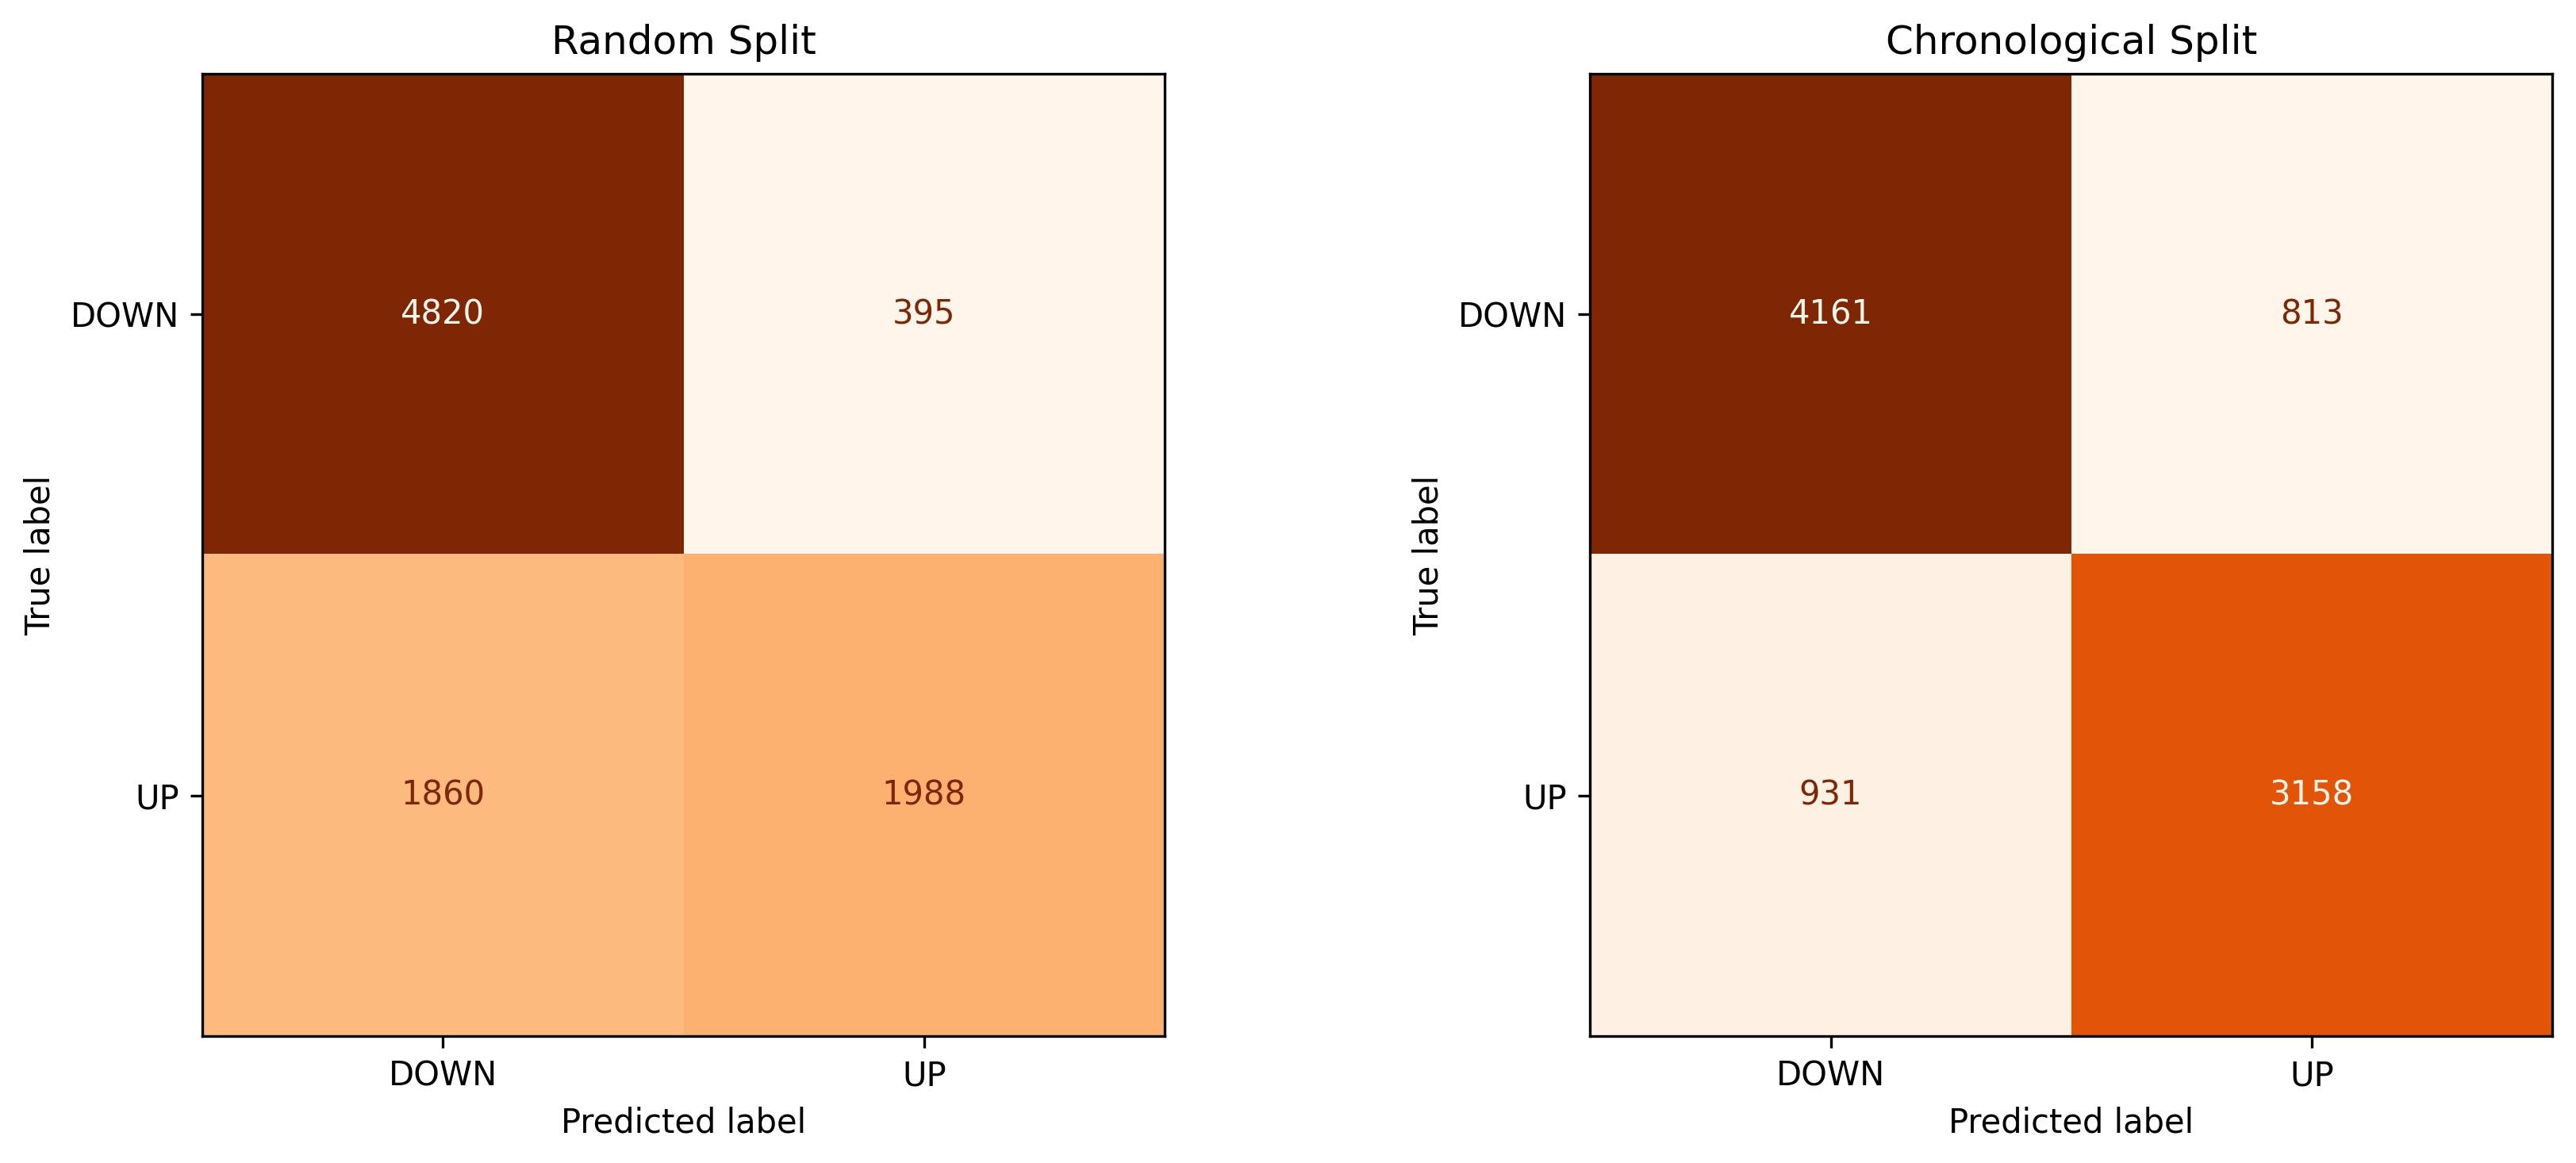 Random Split
True label
DOWN
4820
395
UP
1860
1988
DOWN
UP
Predicted label
Chronological Split
True label
DOWN
4161
813
UP
931
3158
DOWN
UP
Predicted label